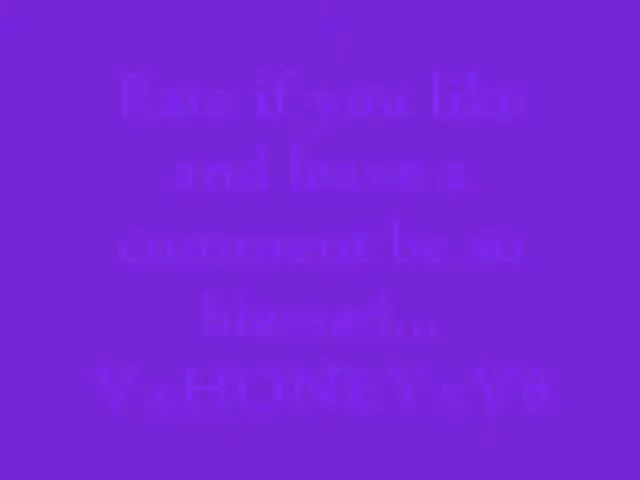 Rate if you like
and leave a
comment be so
blessed...
VxHONEYxV8